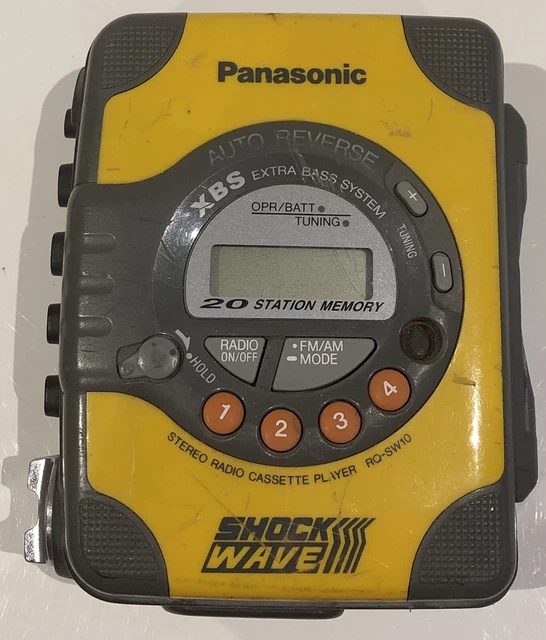 Panasonic
AUTO REVERSE
XBS EXTRA BASS SYSTEM
OPR/BATT
TUNING
+
TUNING
-
20 STATION MEMORY
RADIO
ON/OFF
FM/AM
MODE
HOLD
1
2
3
4
STEREO RADIO CASSETTE PLAYER RQ-SW10
SHOCK
WAVE